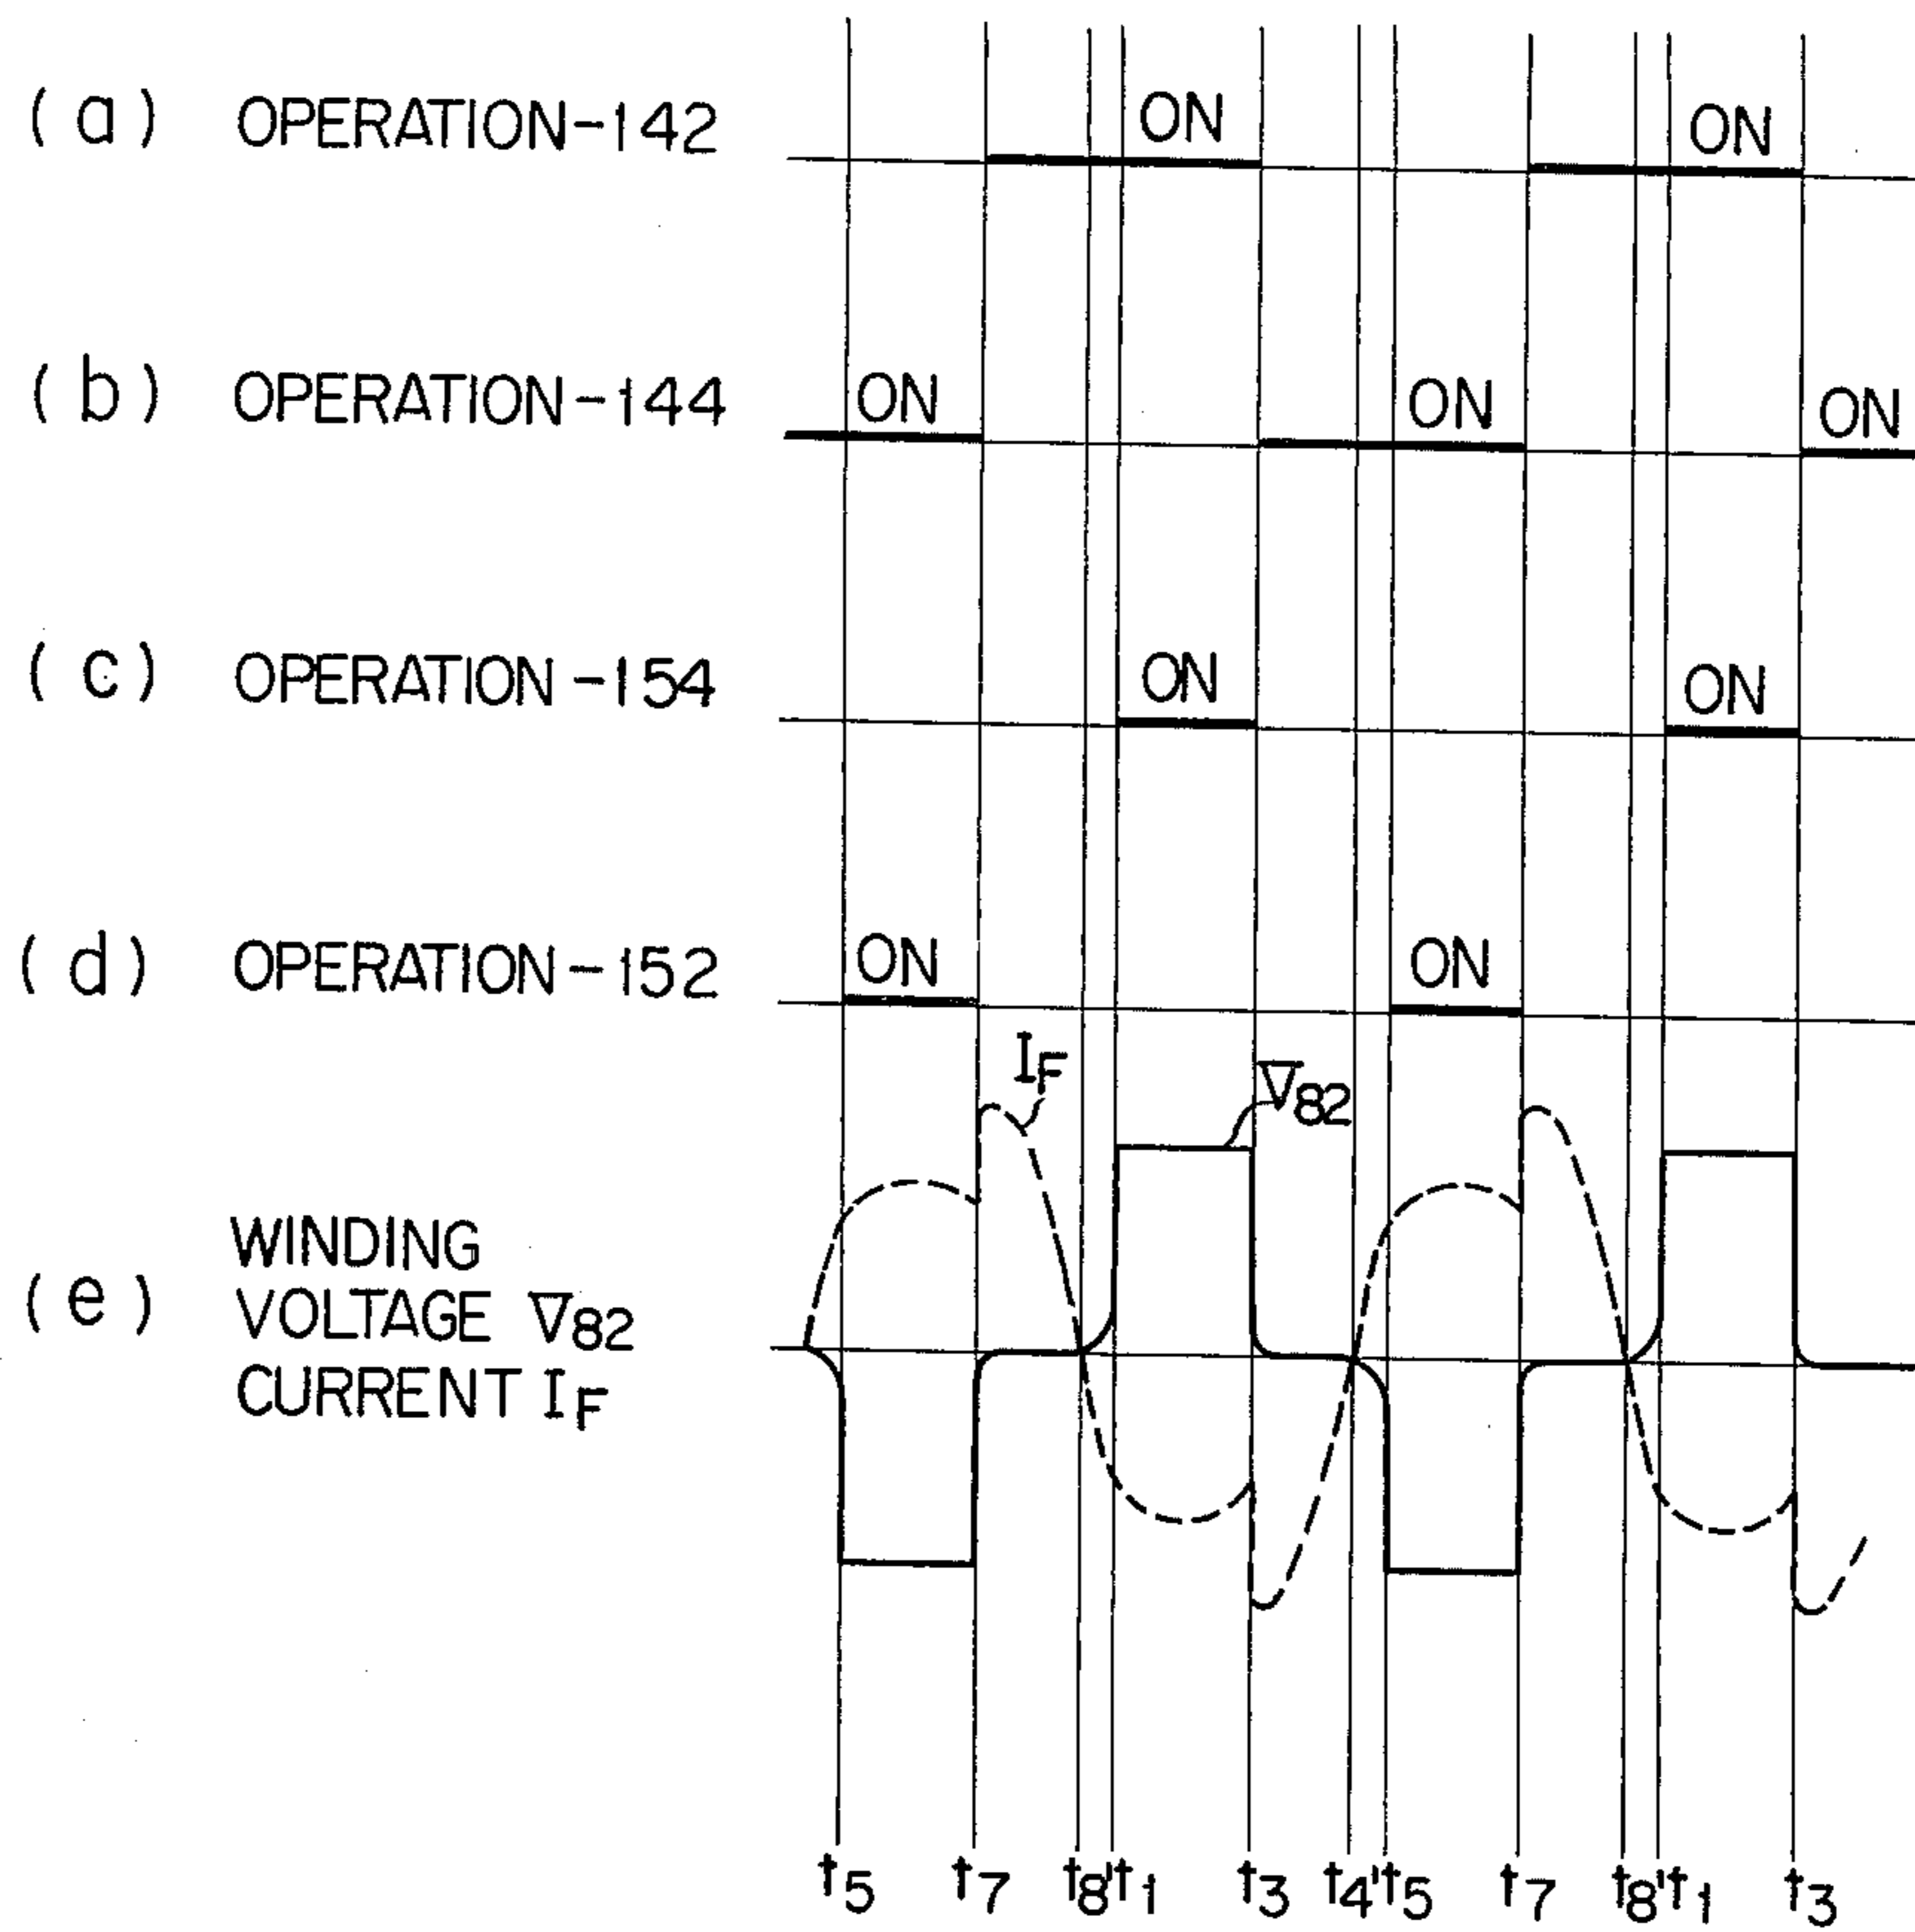 (a) OPERATION-142 ON ON
(b) OPERATION-144 ON ON ON
(c) OPERATION-154 ON ON
(d) OPERATION-152 ON ON
IF V82
(e) WINDING
VOLTAGE V82
CURRENT IF
t5 t7 t8' t1 t3 t4' t5 t7 t8' t1 t3